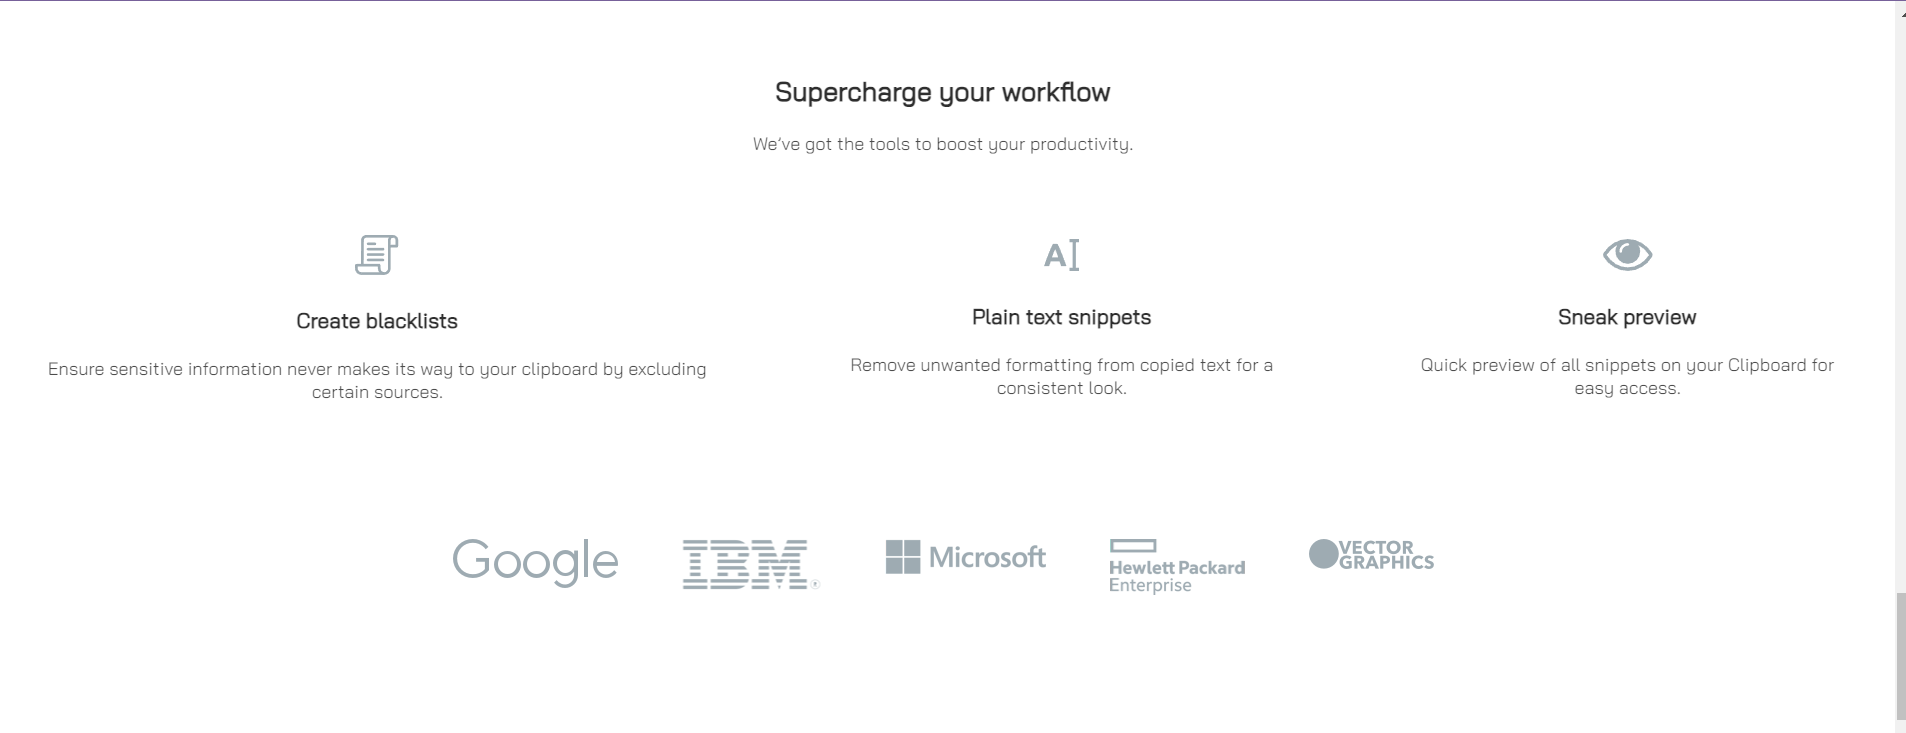 Supercharge your workflow
We've got the tools to boost your productivity.
A
Create blacklists
Ensure sensitive information never makes its way to your clipboard by excluding
certain sources.
Plain text snippets
Remove unwanted formatting from copied text for a
consistent look.
Sneak preview
Quick preview of all snippets on your Clipboard for
easy access.
Google
IBM®
Microsoft
Hewlett Packard
Enterprise
VECTOR
GRAPHICS